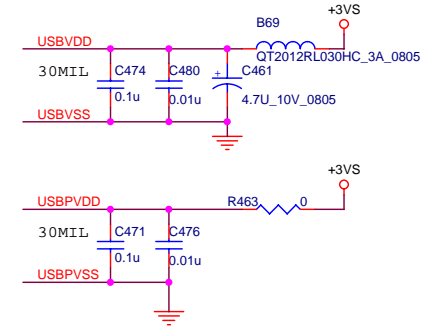 B69
+3VS
USBVDD
QT2012RL030HC_3A_0805
30MIL
C474
C480
+
C461
0.1u
0.01u
4.7U_10V_0805
USBVSS
+3VS
USBPVDD
R463
0
30MIL
C471
C476
0.1u
0.01u
USBPVSS